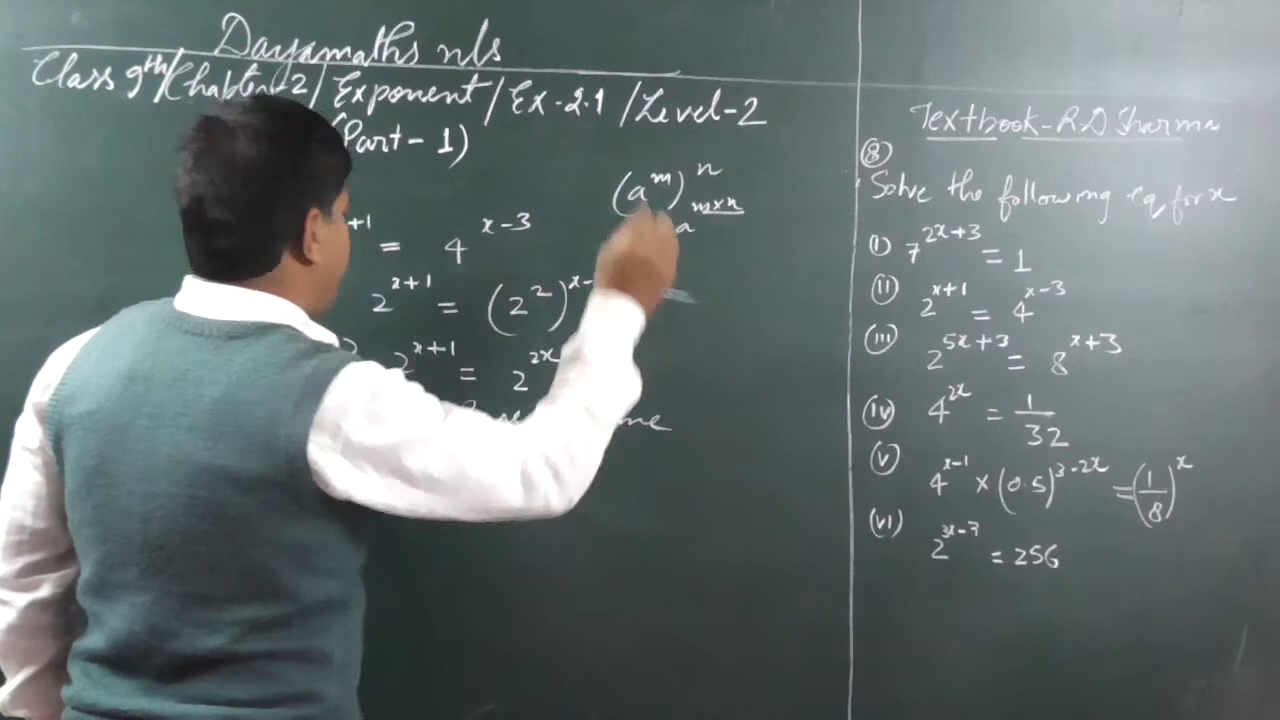 Dayamaths nls
Class 9th/Chapter-2/Exponent/Ex-2.1/Level-2
(Part-1)
(a^m)^n
a^m×n
+1 = 4^x-3
2^x+1 = (2^2)^x-
2^x+1 = 2^2x
Textbook-R.D Sharma
(8)
Solve the following eq for x
(i) 7^2x+3 = 1
(ii) 2^x+1 = 4^x-3
(iii) 2^5x+3 = 8^x+3
(iv) 4^2x = 1/32
(v) 4^x-1 × (0.5)^3-2x = (1/8)^x
(vi) 2^3x-7 = 256